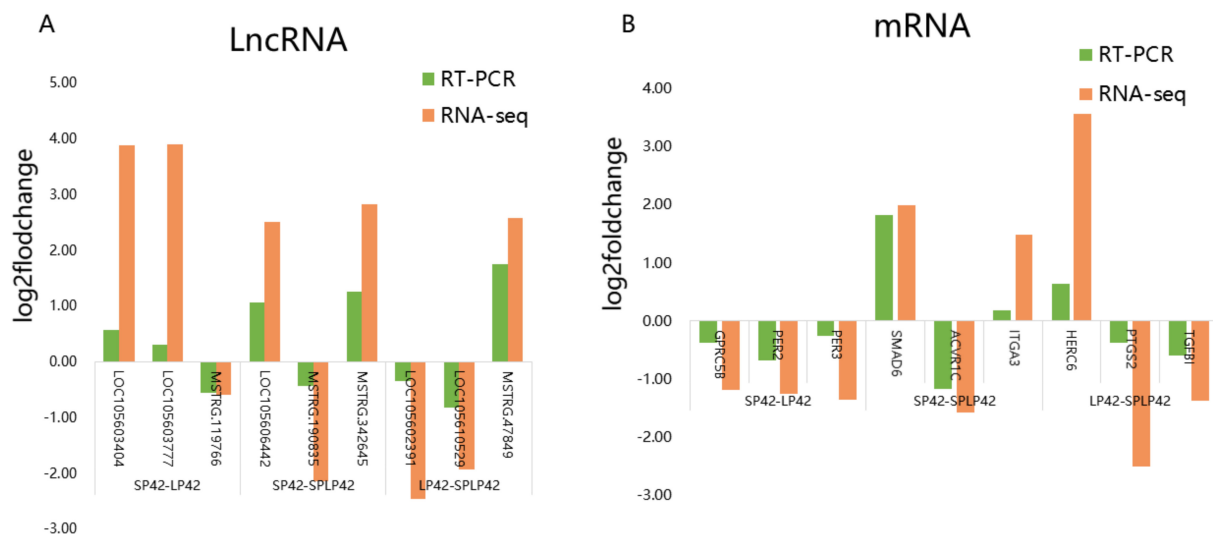 A
LncRNA
RT-PCR
RNA-seq
log2flodchange
5.00
4.00
3.00
2.00
1.00
0.00
-1.00
-2.00
-3.00
LOC105603404
LOC105603777
MSTRG.119766
LOC105606442
MSTRG.190835
MSTRG.342645
LOC105602391
LOC105610529
MSTRG.47849
SP42-LP42
SP42-SPLP42
LP42-SPLP42
B
mRNA
RT-PCR
RNA-seq
log2foldchange
4.00
3.00
2.00
1.00
0.00
-1.00
-2.00
-3.00
GPRC5B
PER2
PER3
SMAD6
ACVR1C
ITGA3
HERC6
PTGS2
TGFBI
SP42-LP42
SP42-SPLP42
LP42-SPLP42